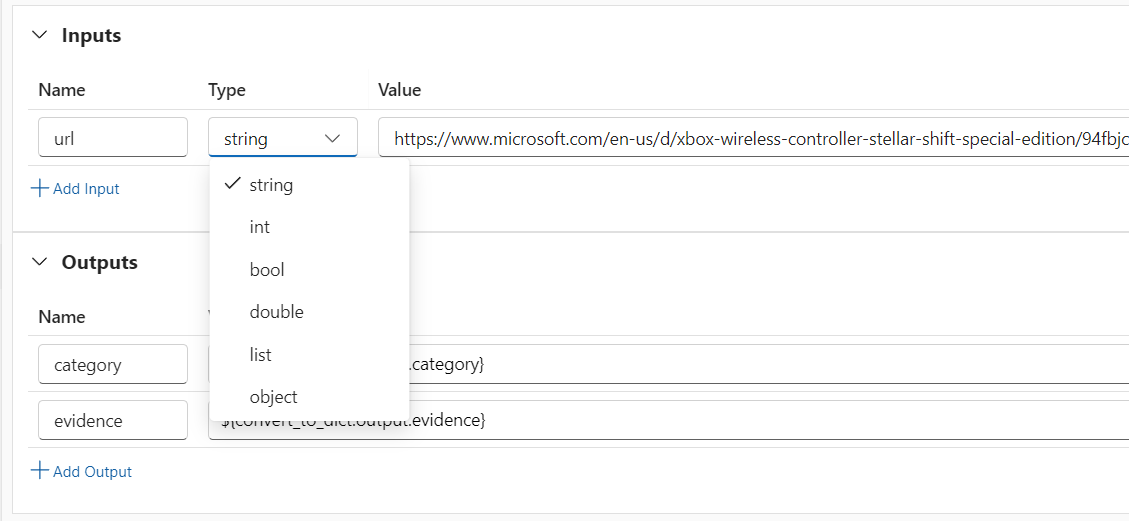 Inputs
Name Type Value
url string https://www.microsoft.com/en-us/d/xbox-wireless-controller-stellar-shift-special-edition/94fbjc
Add Input
string
int
bool
double
list
object
Outputs
Name
category .category}
evidence ${convert_to_dict.output.evidence}
Add Output